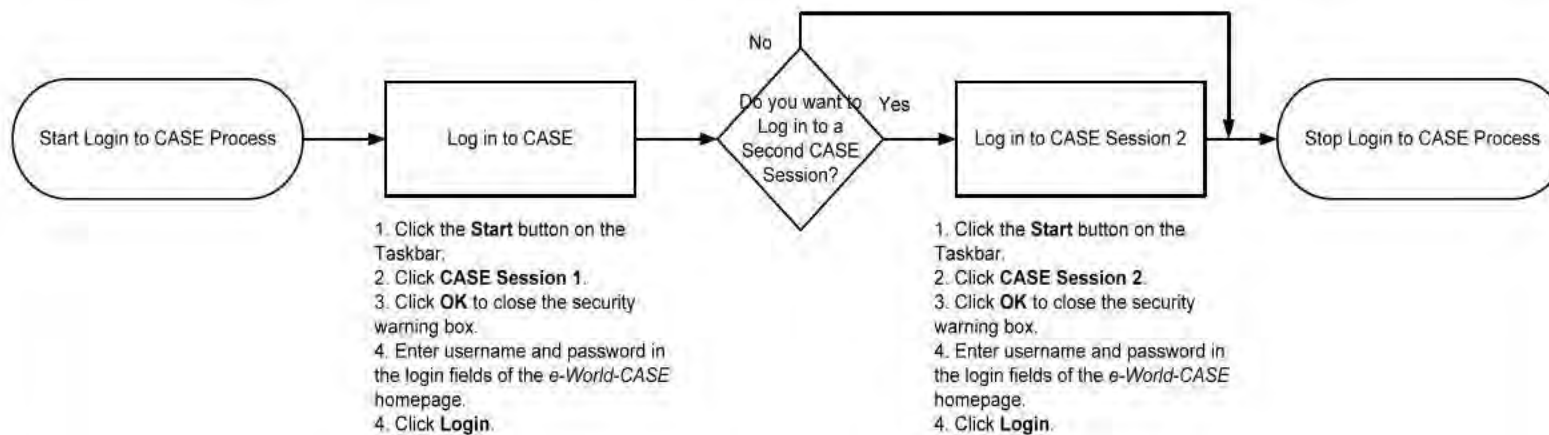 No
Start Login to CASE Process
Log in to CASE
Do you want to
Log in to a
Second CASE
Session?
Yes
Log in to CASE Session 2
Stop Login to CASE Process
1. Click the Start button on the
Taskbar.
2. Click CASE Session 1.
3. Click OK to close the security
warning box.
4. Enter username and password in
the login fields of the e-World-CASE
homepage.
4. Click Login.
1. Click the Start button on the
Taskbar.
2. Click CASE Session 2.
3. Click OK to close the security
warning box.
4. Enter username and password in
the login fields of the e-World-CASE
homepage.
4. Click Login.